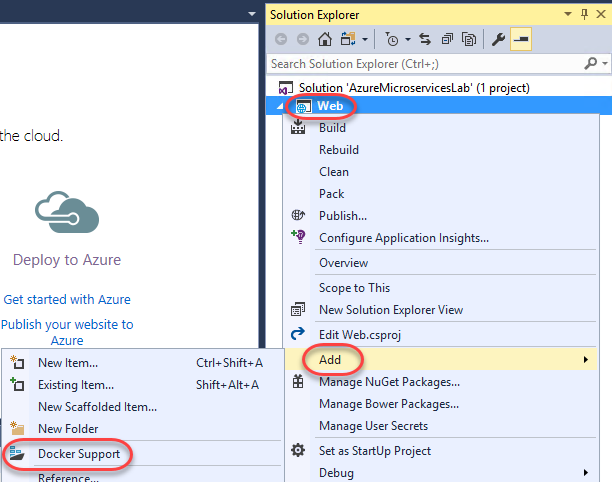 Solution Explorer
Search Solution Explorer (Ctrl+;)
Solution 'AzureMicroservicesLab' (1 project)
Web
the cloud.
Deploy to Azure
Get started with Azure
Publish your website to
Azure
Build
Rebuild
Clean
Pack
Publish...
Configure Application Insights...
Overview
Scope to This
New Solution Explorer View
Edit Web.csproj
Add
Manage NuGet Packages...
Manage Bower Packages...
Manage User Secrets
Set as StartUp Project
Debug
New Item... Ctrl+Shift+A
Existing Item... Shift+Alt+A
New Scaffolded Item...
New Folder
Docker Support
Reference...